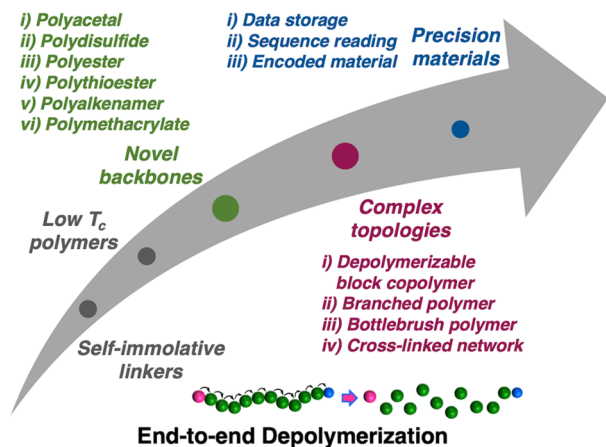 i) Polyacetal
ii) Polydisulfide
iii) Polyester
iv) Polythioester
v) Polyalkenamer
vi) Polymethacrylate
Novel
backbones
i) Data storage
ii) Sequence reading
iii) Encoded material
Precision
materials
Low Tc
polymers
Self-immolative
linkers
Complex
topologies
i) Depolymerizable
block copolymer
ii) Branched polymer
iii) Bottlebrush polymer
iv) Cross-linked network
End-to-end Depolymerization